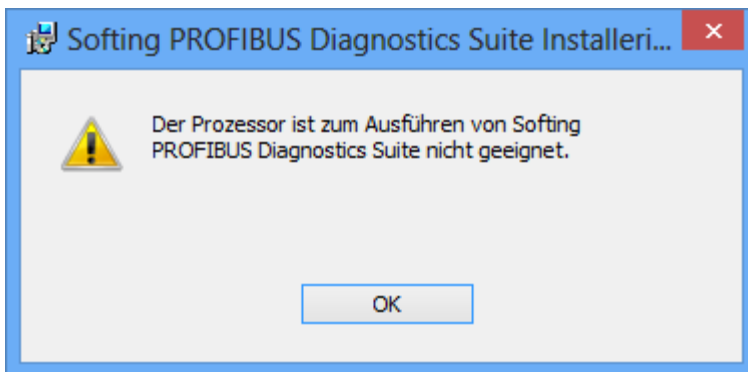 Softing PROFIBUS Diagnostics Suite Installeri...
Der Prozessor ist zum Ausführen von Softing
PROFIBUS Diagnostics Suite nicht geeignet.
OK